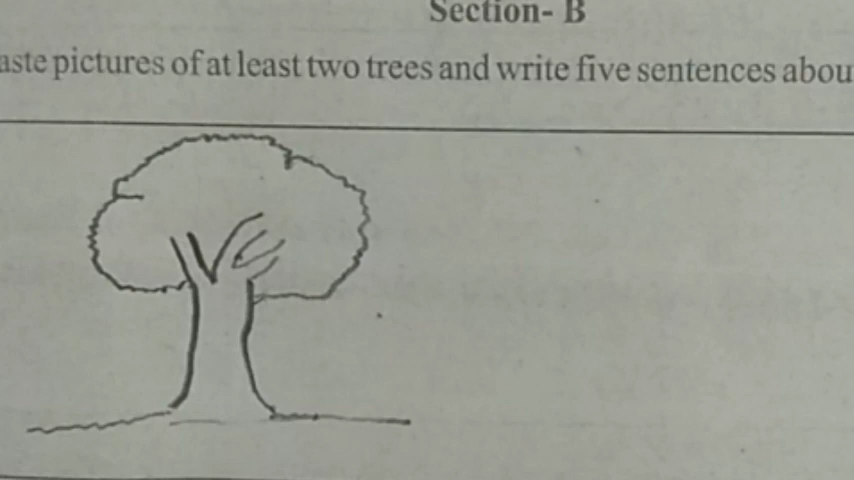 Section- B
aste pictures of at least two trees and write five sentences abou